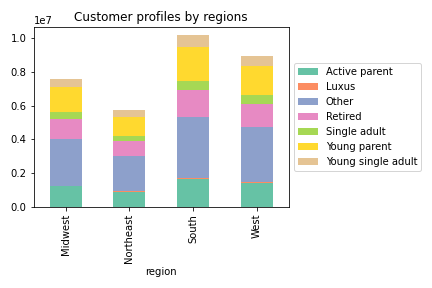 Customer profiles by regions
1e7
1.0
0.8
0.6
0.4
0.2
0.0
Midwest
Northeast
South
West
region
Active parent
Luxus
Other
Retired
Single adult
Young parent
Young single adult